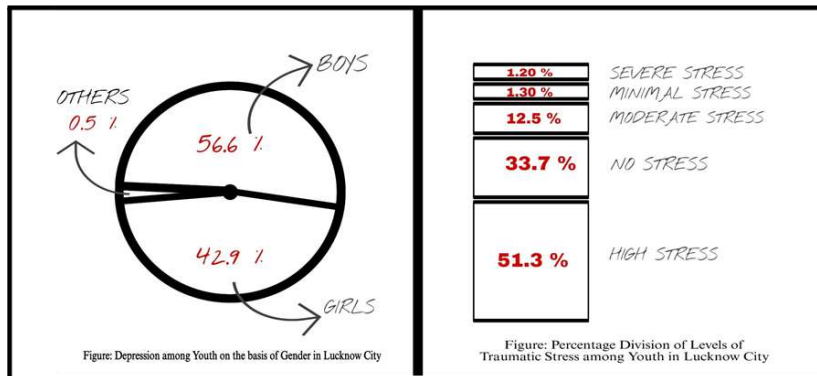 BOYS
OTHERS
0.5 %
56.6 %
42.9 %
GIRLS
Figure: Depression among Youth on the basis of Gender in Lucknow City
1.20 % SEVERE STRESS
1.30 % MINIMAL STRESS
12.5 % MODERATE STRESS
33.7 % NO STRESS
51.3 % HIGH STRESS
Figure: Percentage Division of Levels of
Traumatic Stress among Youth in Lucknow City